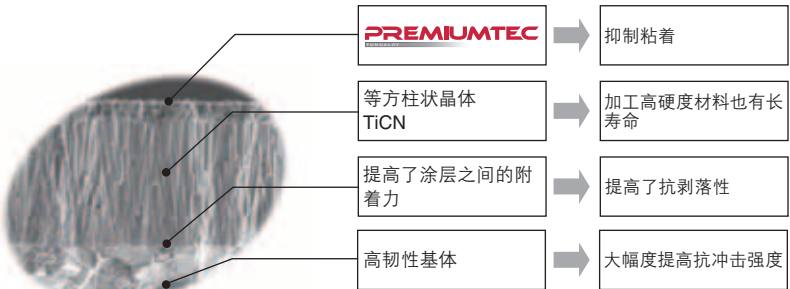 PREMIUMTEC
TUNGALOY
抑制粘着
等方柱状晶体
TiCN
加工高硬度材料也有长
寿命
提高了涂层之间的附
着力
提高了抗剥落性
高韧性基体
大幅度提高抗冲击强度